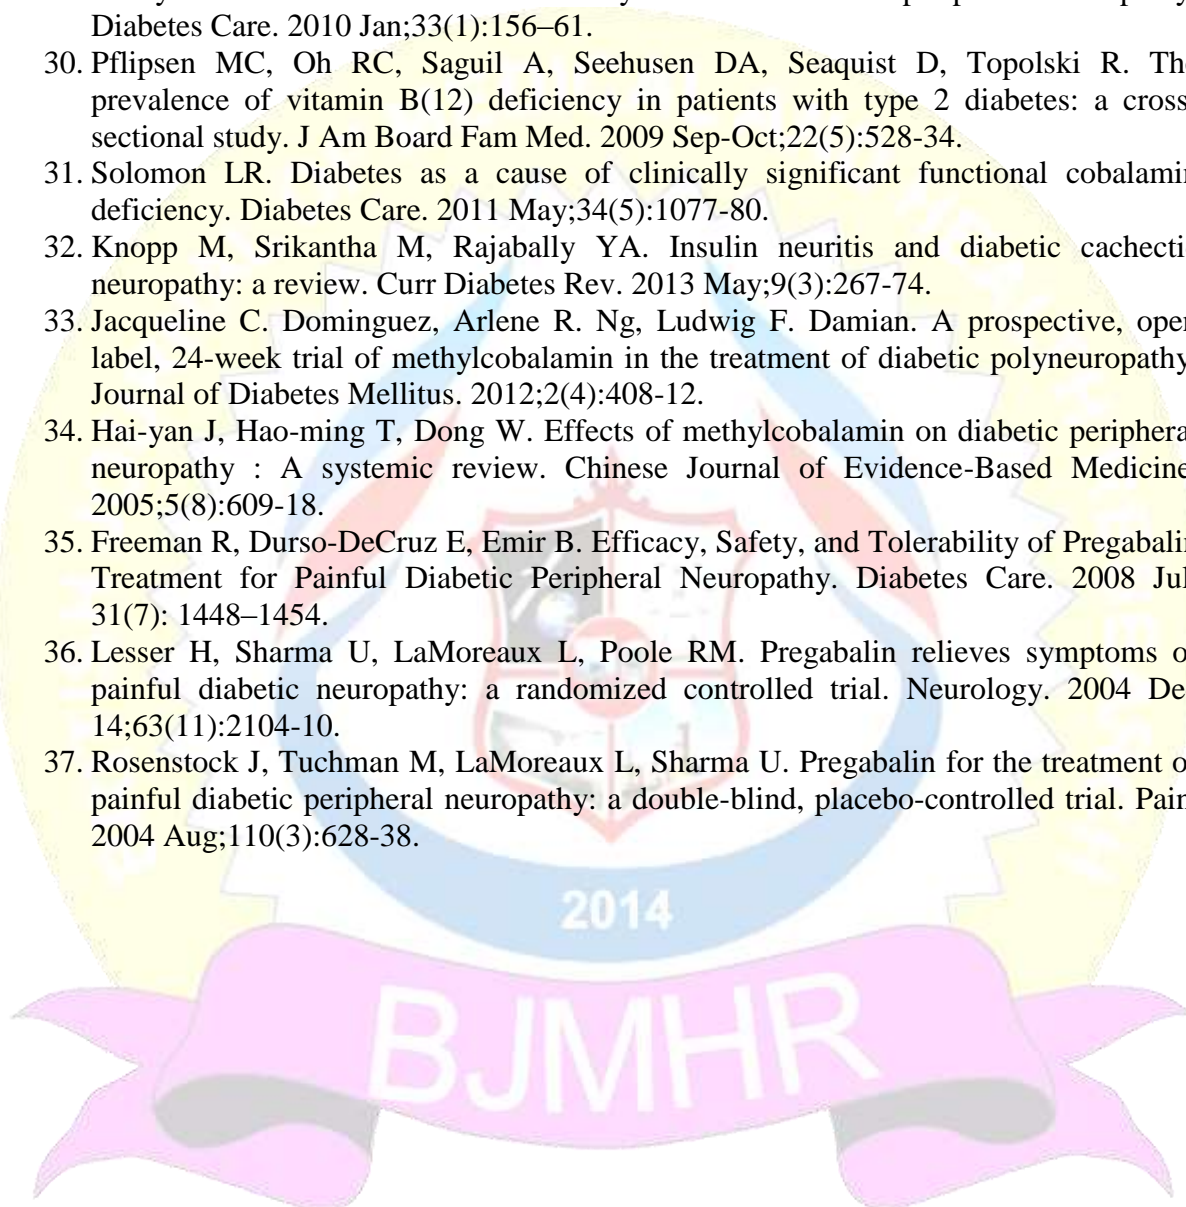 Diabetes Care. 2010 Jan;33(1):156–61.
30. Pflipsen MC, Oh RC, Saguil A, Seehusen DA, Seaquist D, Topolski R. Th
prevalence of vitamin B(12) deficiency in patients with type 2 diabetes: a cross
sectional study. J Am Board Fam Med. 2009 Sep-Oct;22(5):528-34.
31. Solomon LR. Diabetes as a cause of clinically significant functional cobalami
deficiency. Diabetes Care. 2011 May;34(5):1077-80.
32. Knopp M, Srikantha M, Rajabally YA. Insulin neuritis and diabetic cachecti
neuropathy: a review. Curr Diabetes Rev. 2013 May;9(3):267-74.
33. Jacqueline C. Dominguez, Arlene R. Ng, Ludwig F. Damian. A prospective, open
label, 24-week trial of methylcobalamin in the treatment of diabetic polyneuropathy
Journal of Diabetes Mellitus. 2012;2(4):408-12.
34. Hai-yan J, Hao-ming T, Dong W. Effects of methylcobalamin on diabetic periphera
neuropathy : A systemic review. Chinese Journal of Evidence-Based Medicine
2005;5(8):609-18.
35. Freeman R, Durso-DeCruz E, Emir B. Efficacy, Safety, and Tolerability of Pregabalin
Treatment for Painful Diabetic Peripheral Neuropathy. Diabetes Care. 2008 Jul
31(7): 1448–1454.
36. Lesser H, Sharma U, LaMoreaux L, Poole RM. Pregabalin relieves symptoms o
painful diabetic neuropathy: a randomized controlled trial. Neurology. 2004 De
14;63(11):2104-10.
37. Rosenstock J, Tuchman M, LaMoreaux L, Sharma U. Pregabalin for the treatment o
painful diabetic peripheral neuropathy: a double-blind, placebo-controlled trial. Pain
2004 Aug;110(3):628-38.
2014
BJMHR